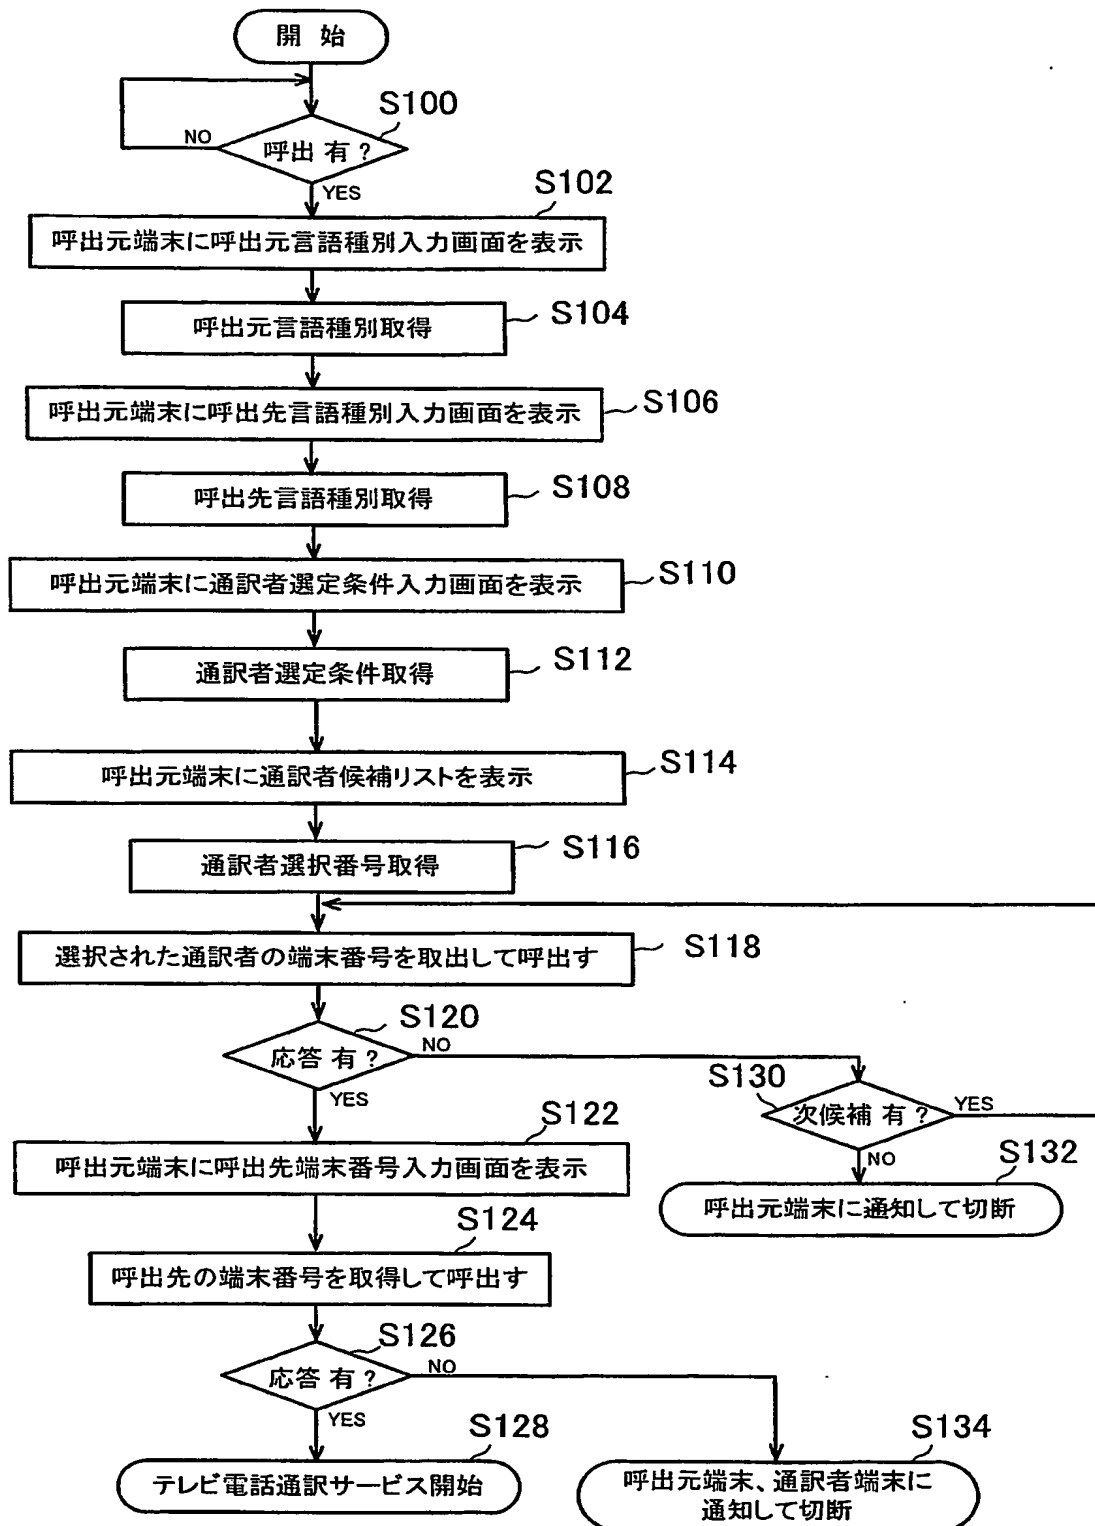 開 始
S100
NO
呼出 有?
YES
S102
呼出元端末に呼出元言語種別入力画面を表示
呼出元言語種別取得
S104
呼出元端末に呼出先言語種別入力画面を表示
S106
呼出先言語種別取得
S108
呼出元端末に通訳者選定条件入力画面を表示
S110
通訳者選定条件取得
S112
呼出元端末に通訳者候補リストを表示
S114
通訳者選択番号取得
S116
選択された通訳者の端末番号を取出して呼出す
S118
S120
応答 有?
NO
YES
S130
次候補 有?
YES
NO
S122
呼出元端末に呼出先端末番号入力画面を表示
S132
呼出元端末に通知して切断
S124
呼出先の端末番号を取得して呼出す
S126
応答 有?
NO
YES
S128
テレビ電話通訳サービス開始
S134
呼出元端末、通訳者端末に
通知して切断